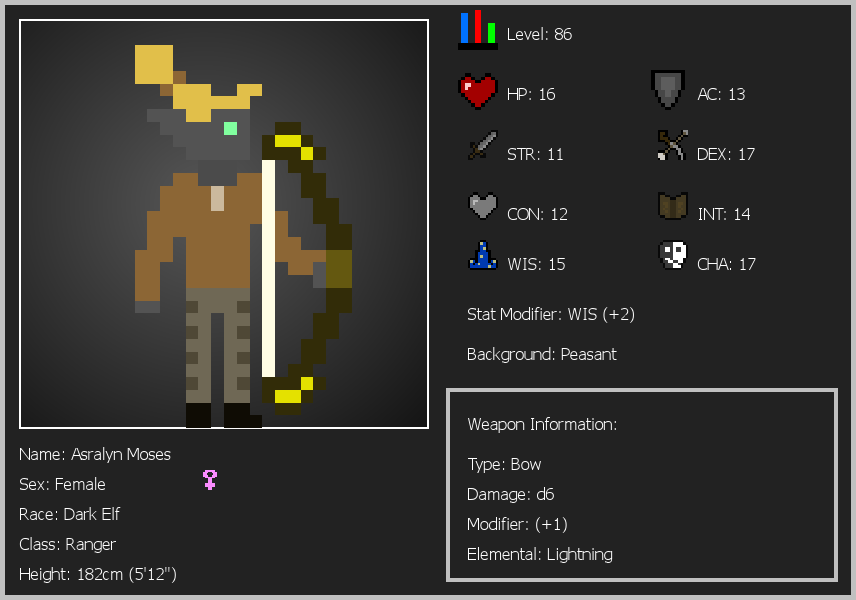 Level: 86
HP: 16
AC: 13
STR: 11
DEX: 17
CON: 12
INT: 14
WIS: 15
CHA: 17
Stat Modifier: WIS (+2)
Background: Peasant
Weapon Information:
Type: Bow
Damage: d6
Modifier: (+1)
Elemental: Lightning
Name: Asralyn Moses
Sex: Female
Race: Dark Elf
Class: Ranger
Height: 182cm (5'12")